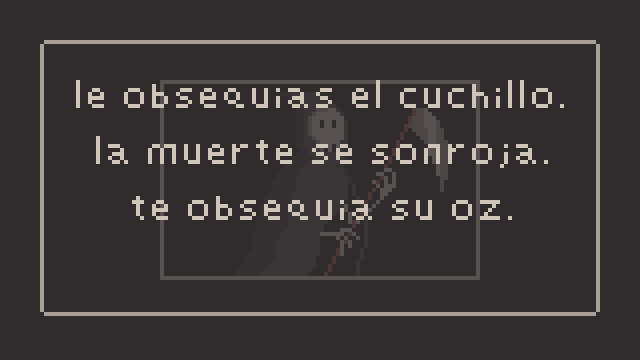 le obsequias el cuchillo.
la muerte se sonroja.
te obsequia su oz.